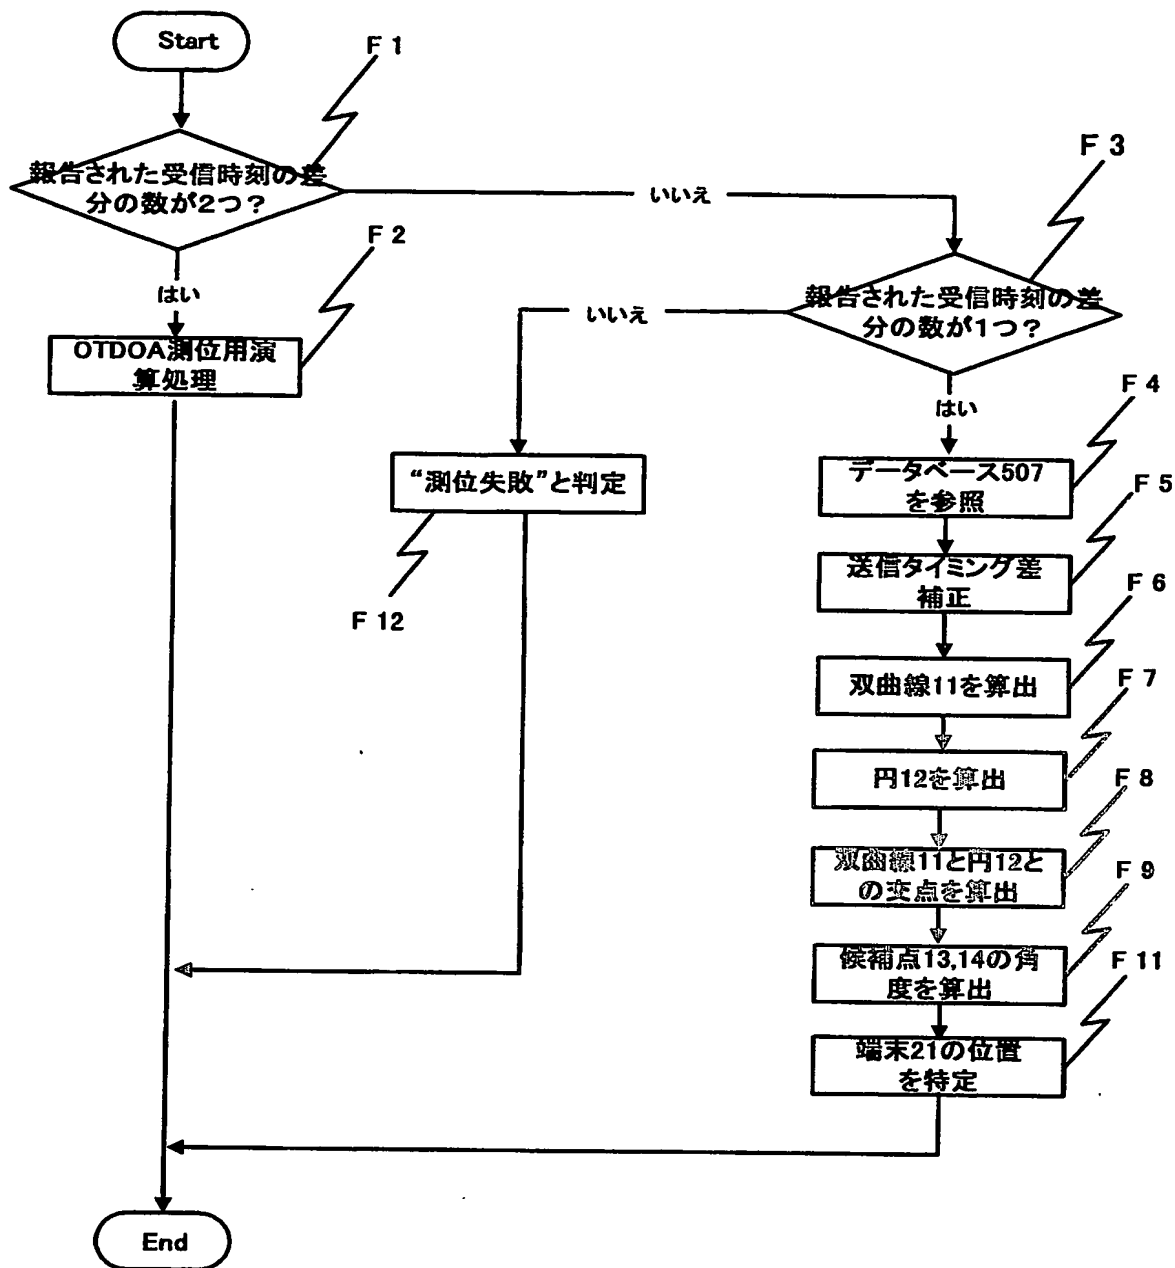 Start
F 1
報告された受信時刻の差
分の数が2つ？
いいえ
F 3
はい
F 2
OTDOA測位用演
算処理
報告された受信時刻の差
分の数が1つ？
いいえ
はい
F 4
データベース507
を参照
"測位失敗"と判定
F 12
F 5
送信タイミング差
補正
F 6
双曲線11を算出
F 7
円12を算出
F 8
双曲線11と円12と
の交点を算出
F 9
候補点13,14の角
度を算出
F 11
端末21の位置
を特定
End